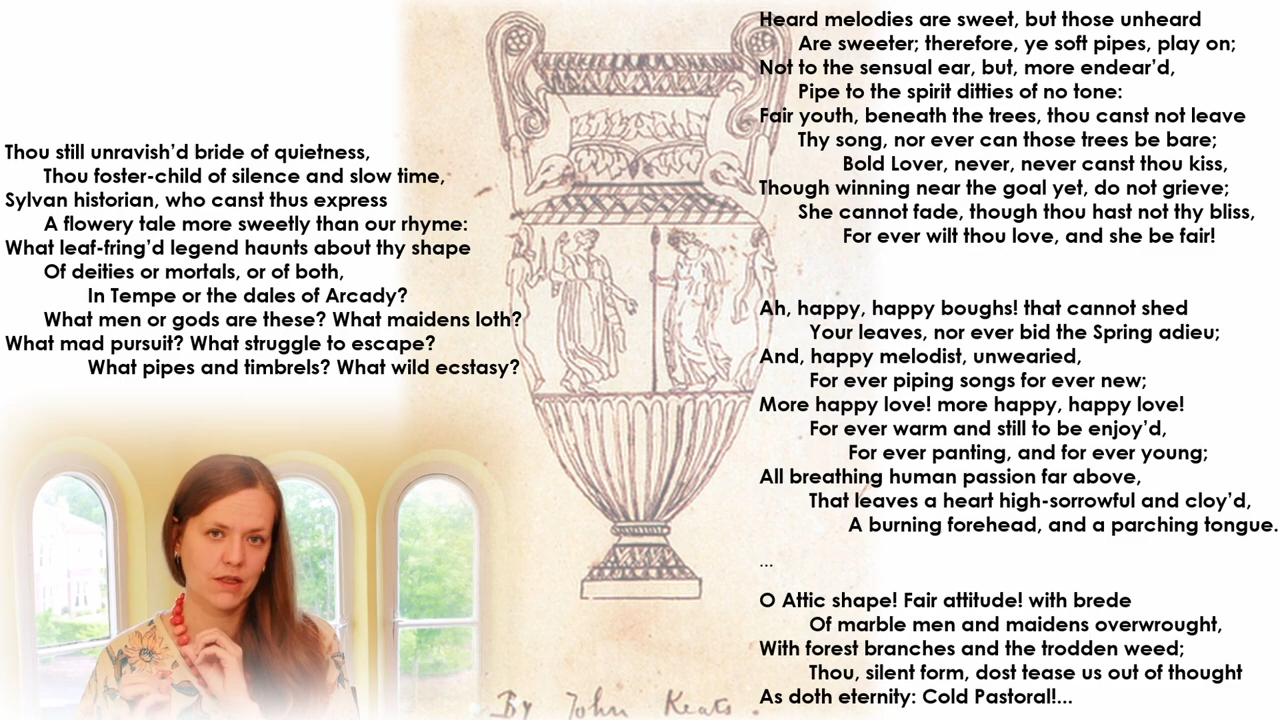 Thou still unravish’d bride of quietness,
Thou foster-child of silence and slow time,
Sylvan historian, who canst thus express
A flowery tale more sweetly than our rhyme:
What leaf-fring’d legend haunts about thy shape
Of deities or mortals, or of both,
In Tempe or the dales of Arcady?
What men or gods are these? What maidens loth?
What mad pursuit? What struggle to escape?
What pipes and timbrels? What wild ecstasy?
Heard melodies are sweet, but those unheard
Are sweeter; therefore, ye soft pipes, play on;
Not to the sensual ear, but, more endear’d,
Pipe to the spirit ditties of no tone:
Fair youth, beneath the trees, thou canst not leave
Thy song, nor ever can those trees be bare;
Bold Lover, never, never canst thou kiss,
Though winning near the goal yet, do not grieve;
She cannot fade, though thou hast not thy bliss,
For ever wilt thou love, and she be fair!
Ah, happy, happy boughs! that cannot shed
Your leaves, nor ever bid the Spring adieu;
And, happy melodist, unwearied,
For ever piping songs for ever new;
More happy love! more happy, happy love!
For ever warm and still to be enjoy’d,
For ever panting, and for ever young;
All breathing human passion far above,
That leaves a heart high-sorrowful and cloy’d,
A burning forehead, and a parching tongue.
...
O Attic shape! Fair attitude! with brede
Of marble men and maidens overwrought,
With forest branches and the trodden weed;
Thou, silent form, dost tease us out of thought
As doth eternity: Cold Pastoral!...
By John Keats.